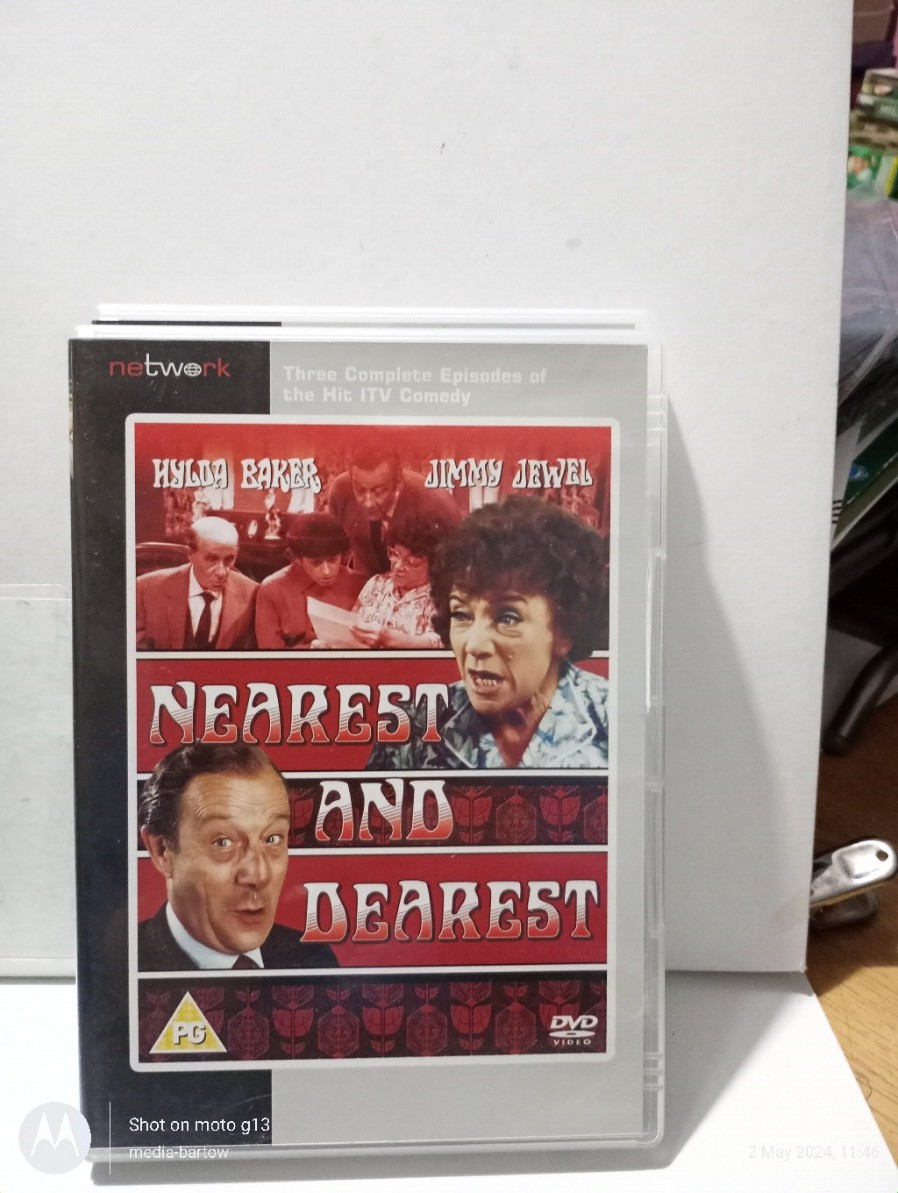 network
Three Complete Episodes of
the Hit ITV Comedy
HYLDA BAKER
JIMMY JEWEL
NEAREST
AND
DEAREST
PG
DVD
VIDEO
Shot on moto g13
media-bartow
2 May 2024, 11:46